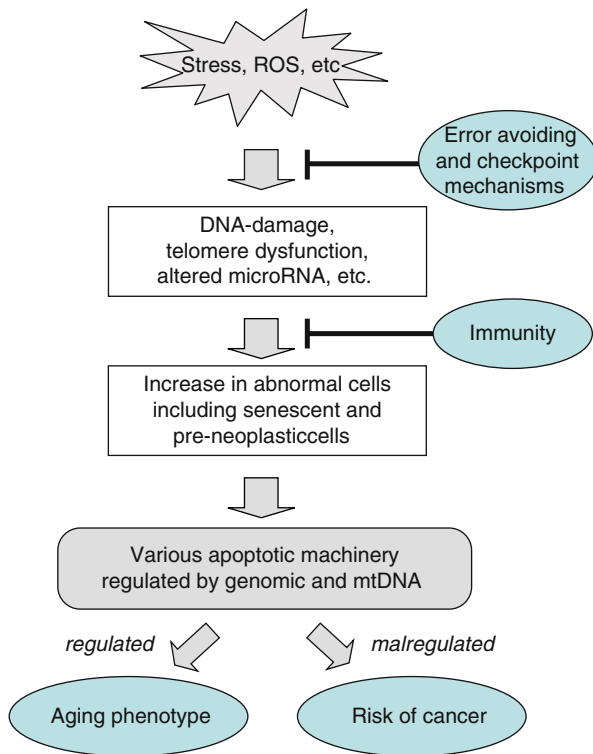 Stress, ROS, etc
Error avoiding
and checkpoint
mechanisms
DNA-damage,
telomere dysfunction,
altered microRNA, etc.
Immunity
Increase in abnormal cells
including senescent and
pre-neoplasticcells
Various apoptotic machinery
regulated by genomic and mtDNA
regulated
malregulated
Aging phenotype
Risk of cancer